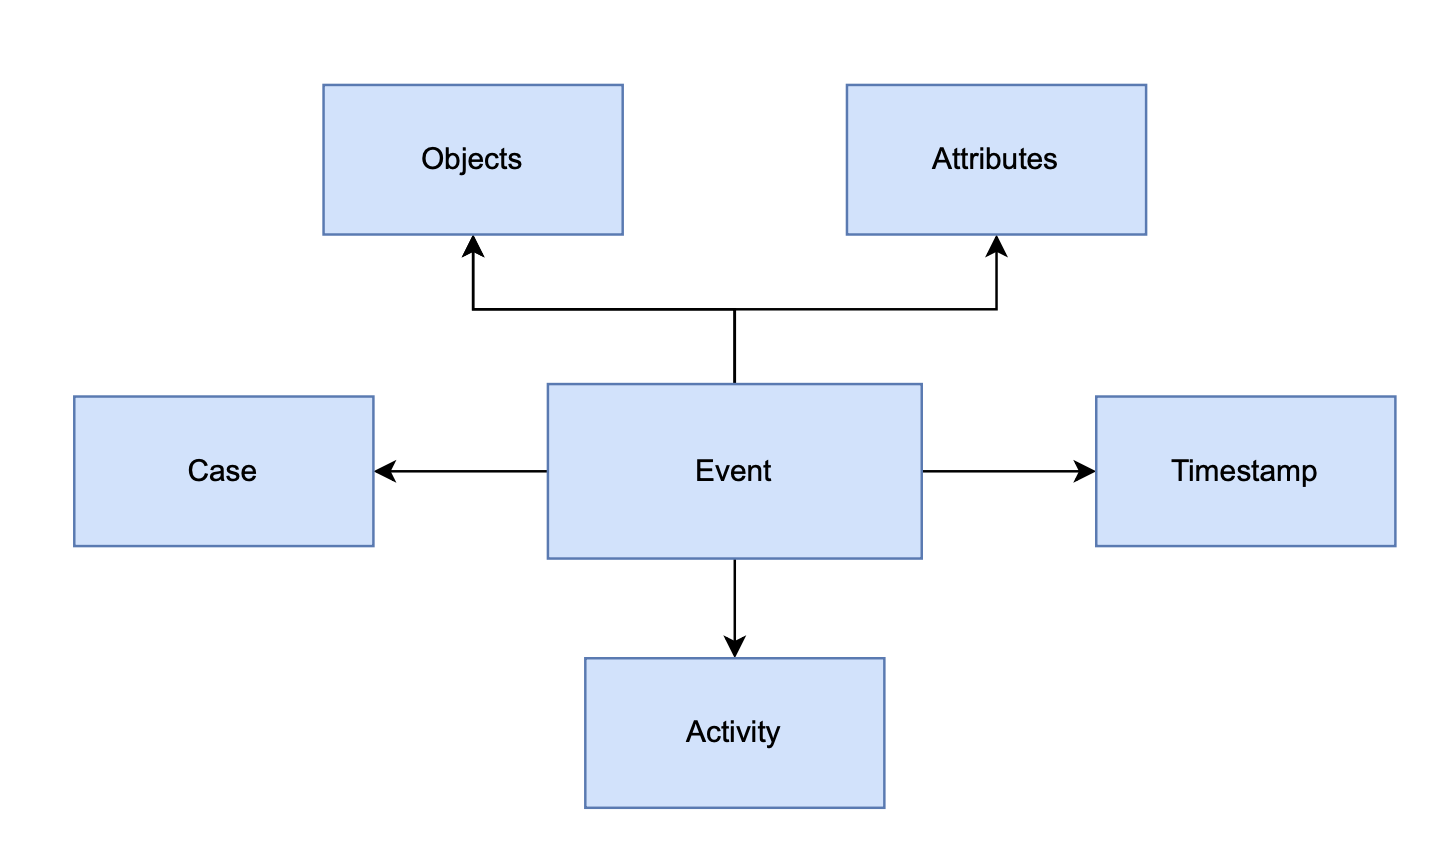 Objects
Attributes
Case
Event
Timestamp
Activity